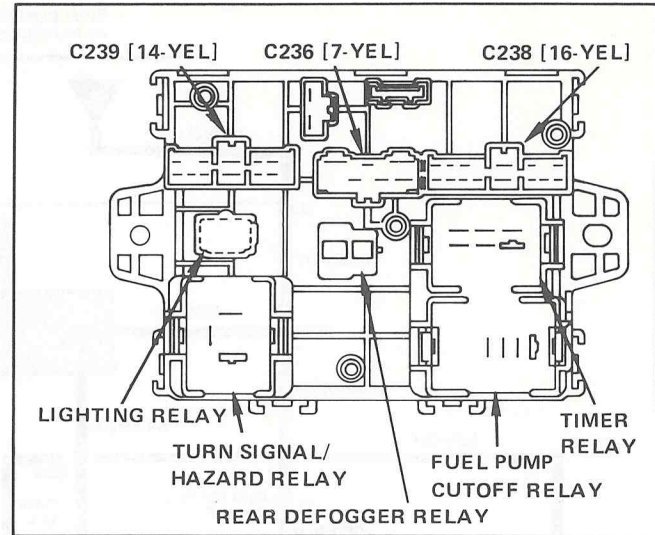 C239 [14-YEL] C236 [7-YEL] C238 [16-YEL]
LIGHTING RELAY
TURN SIGNAL/
HAZARD RELAY
REAR DEFOGGER RELAY
FUEL PUMP
CUTOFF RELAY
TIMER
RELAY